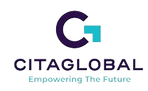 CITAGLOBAL
Empowering The Future